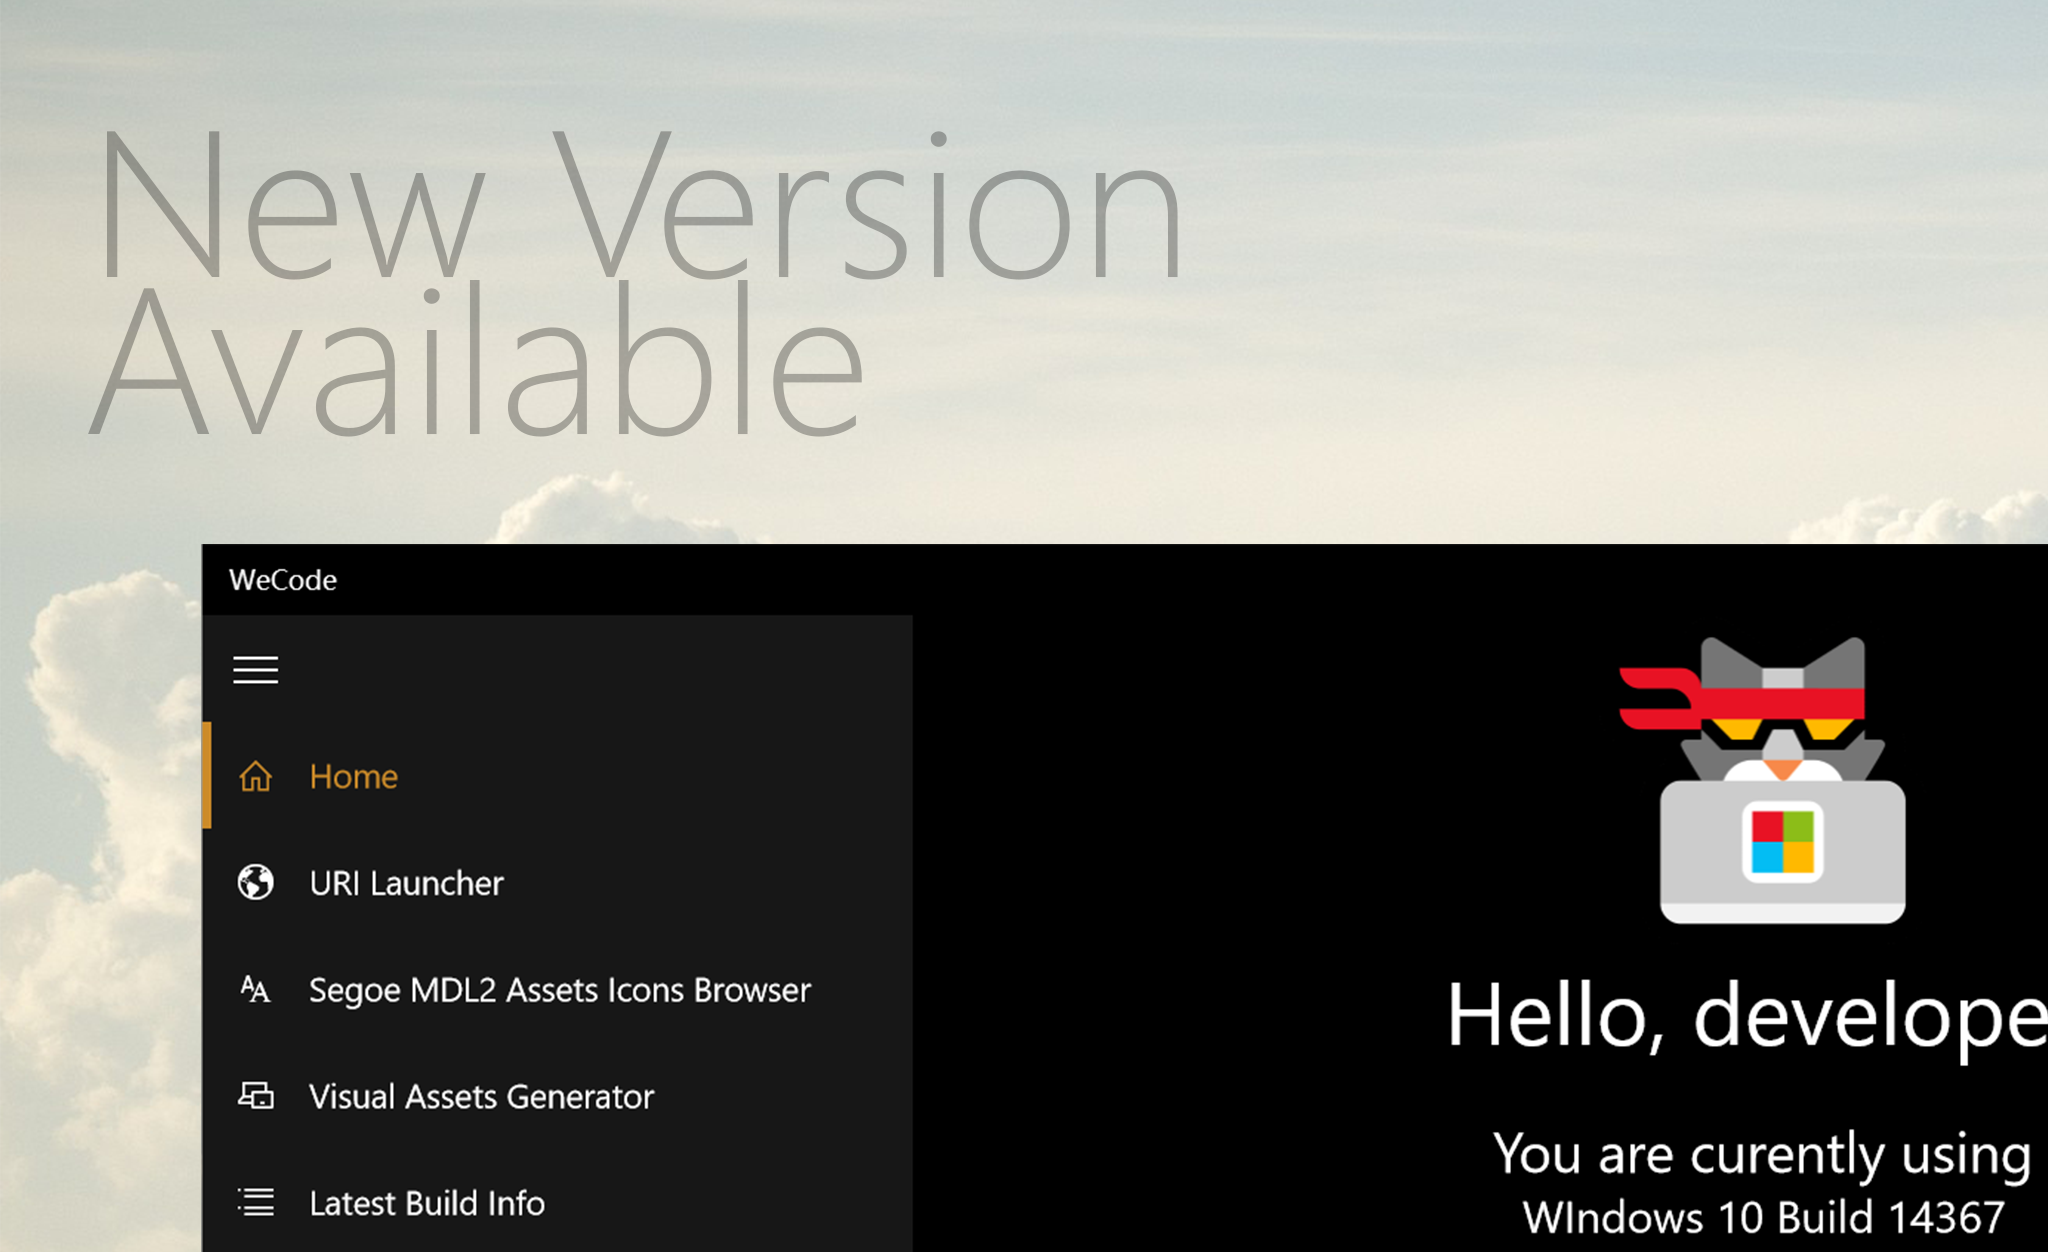 New Version
Available
WeCode
Home
URI Launcher
Segoe MDL2 Assets Icons Browser
Visual Assets Generator
Latest Build Info
Hello, develope
You are curently using
WIndows 10 Build 14367